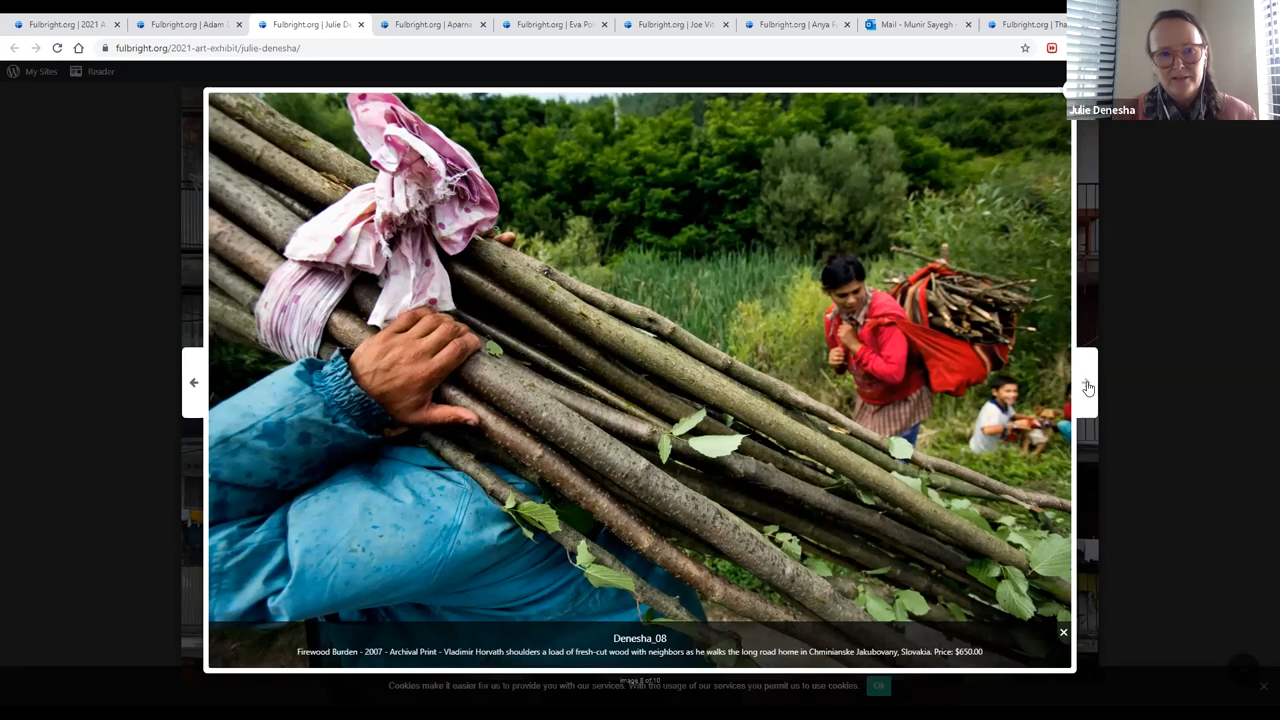 Fulbright.org | 2021 A
Fulbright.org | Adam
Fulbright.org | Julie De
Fulbright.org | Aparna
Fulbright.org | Eva Po
Fulbright.org | Joe Vit
Fulbright.org | Anya F
Mail - Munir Sayegh -
Fulbright.org | Tha
fulbright.org/2021-art-exhibit/julie-denesha/
My Sites
Reader
Julie Denesha
Denesha_08
Firewood Burden - 2007 - Archival Print - Vladimir Horvath shoulders a load of fresh-cut wood with neighbors as he walks the long road home in Chminianske Jakubovany, Slovakia. Price: $650.00
image 8 of 10
Cookies make it easier for us to provide you with our services. With the usage of our services you permit us to use cookies.
Ok